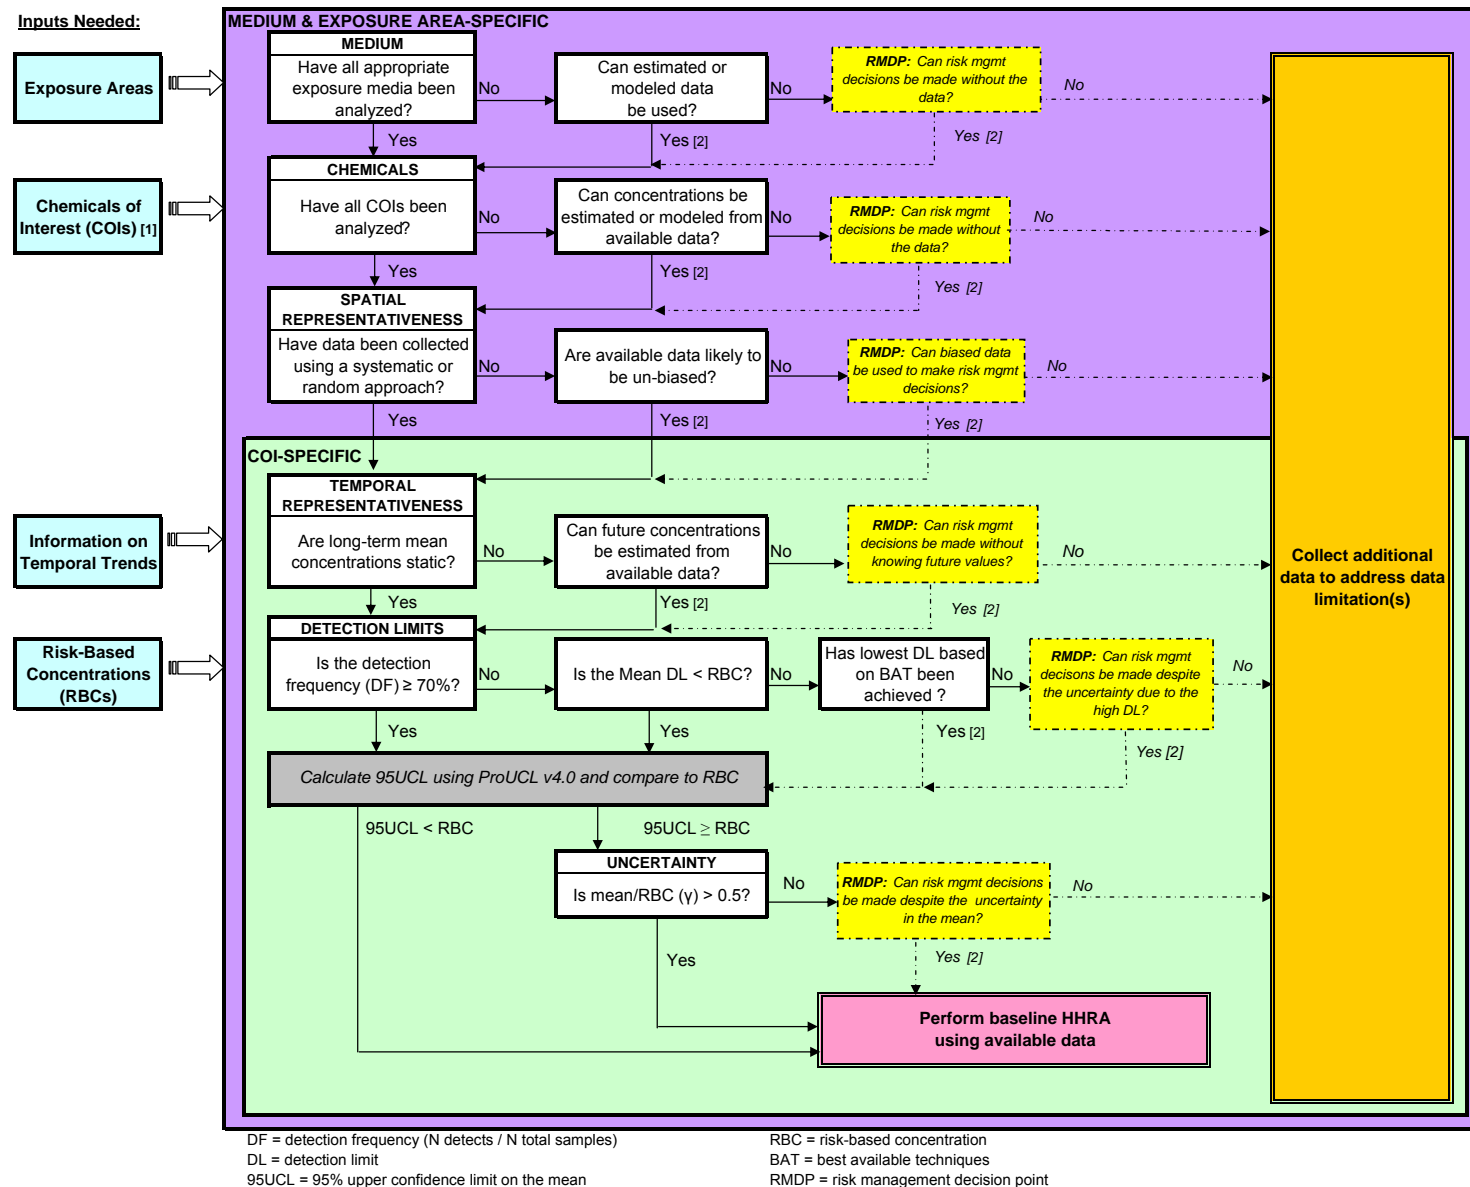 Inputs Needed:
MEDIUM & EXPOSURE AREA-SPECIFIC
Exposure Areas
MEDIUM
Have all appropriate
exposure media been
analyzed?
No
Can estimated or
modeled data
be used?
No
RMDP: Can risk mgmt
decisions be made without the
data?
No
Yes
Yes [2]
Yes [2]
Chemicals of
Interest (COIs) [1]
CHEMICALS
Have all COIs been
analyzed?
No
Can concentrations be
estimated or modeled from
available data?
No
RMDP: Can risk mgmt
decisions be made without
the data?
No
Yes
Yes [2]
Yes [2]
SPATIAL
REPRESENTATIVENESS
Have data been collected
using a systematic or
random approach?
No
Are available data likely to
be un-biased?
No
RMDP: Can biased data
be used to make risk mgmt
decisions?
No
Yes
Yes [2]
Yes [2]
COI-SPECIFIC
Information on
Temporal Trends
TEMPORAL
REPRESENTATIVENESS
Are long-term mean
concentrations static?
No
Can future concentrations
be estimated from
available data?
No
RMDP: Can risk mgmt
decisions be made without
knowing future values?
No
Collect additional
data to address data
limitation(s)
Yes
Yes [2]
Yes [2]
Risk-Based
Concentrations
(RBCs)
DETECTION LIMITS
Is the detection
frequency (DF) ≥ 70%?
No
Is the Mean DL < RBC?
No
Has lowest DL based
on BAT been
achieved ?
No
RMDP: Can risk mgmt
decisons be made despite
the uncertainty due to the
high DL?
No
Yes
Yes
Yes [2]
Yes [2]
Calculate 95UCL using ProUCL v4.0 and compare to RBC
95UCL < RBC
95UCL ≥ RBC
UNCERTAINTY
Is mean/RBC (γ) > 0.5?
No
RMDP: Can risk mgmt decisions
be made despite the uncertainty
in the mean?
No
Yes
Yes [2]
Perform baseline HHRA
using available data
DF = detection frequency (N detects / N total samples)
RBC = risk-based concentration
DL = detection limit
BAT = best available techniques
95UCL = 95% upper confidence limit on the mean
RMDP = risk management decision point